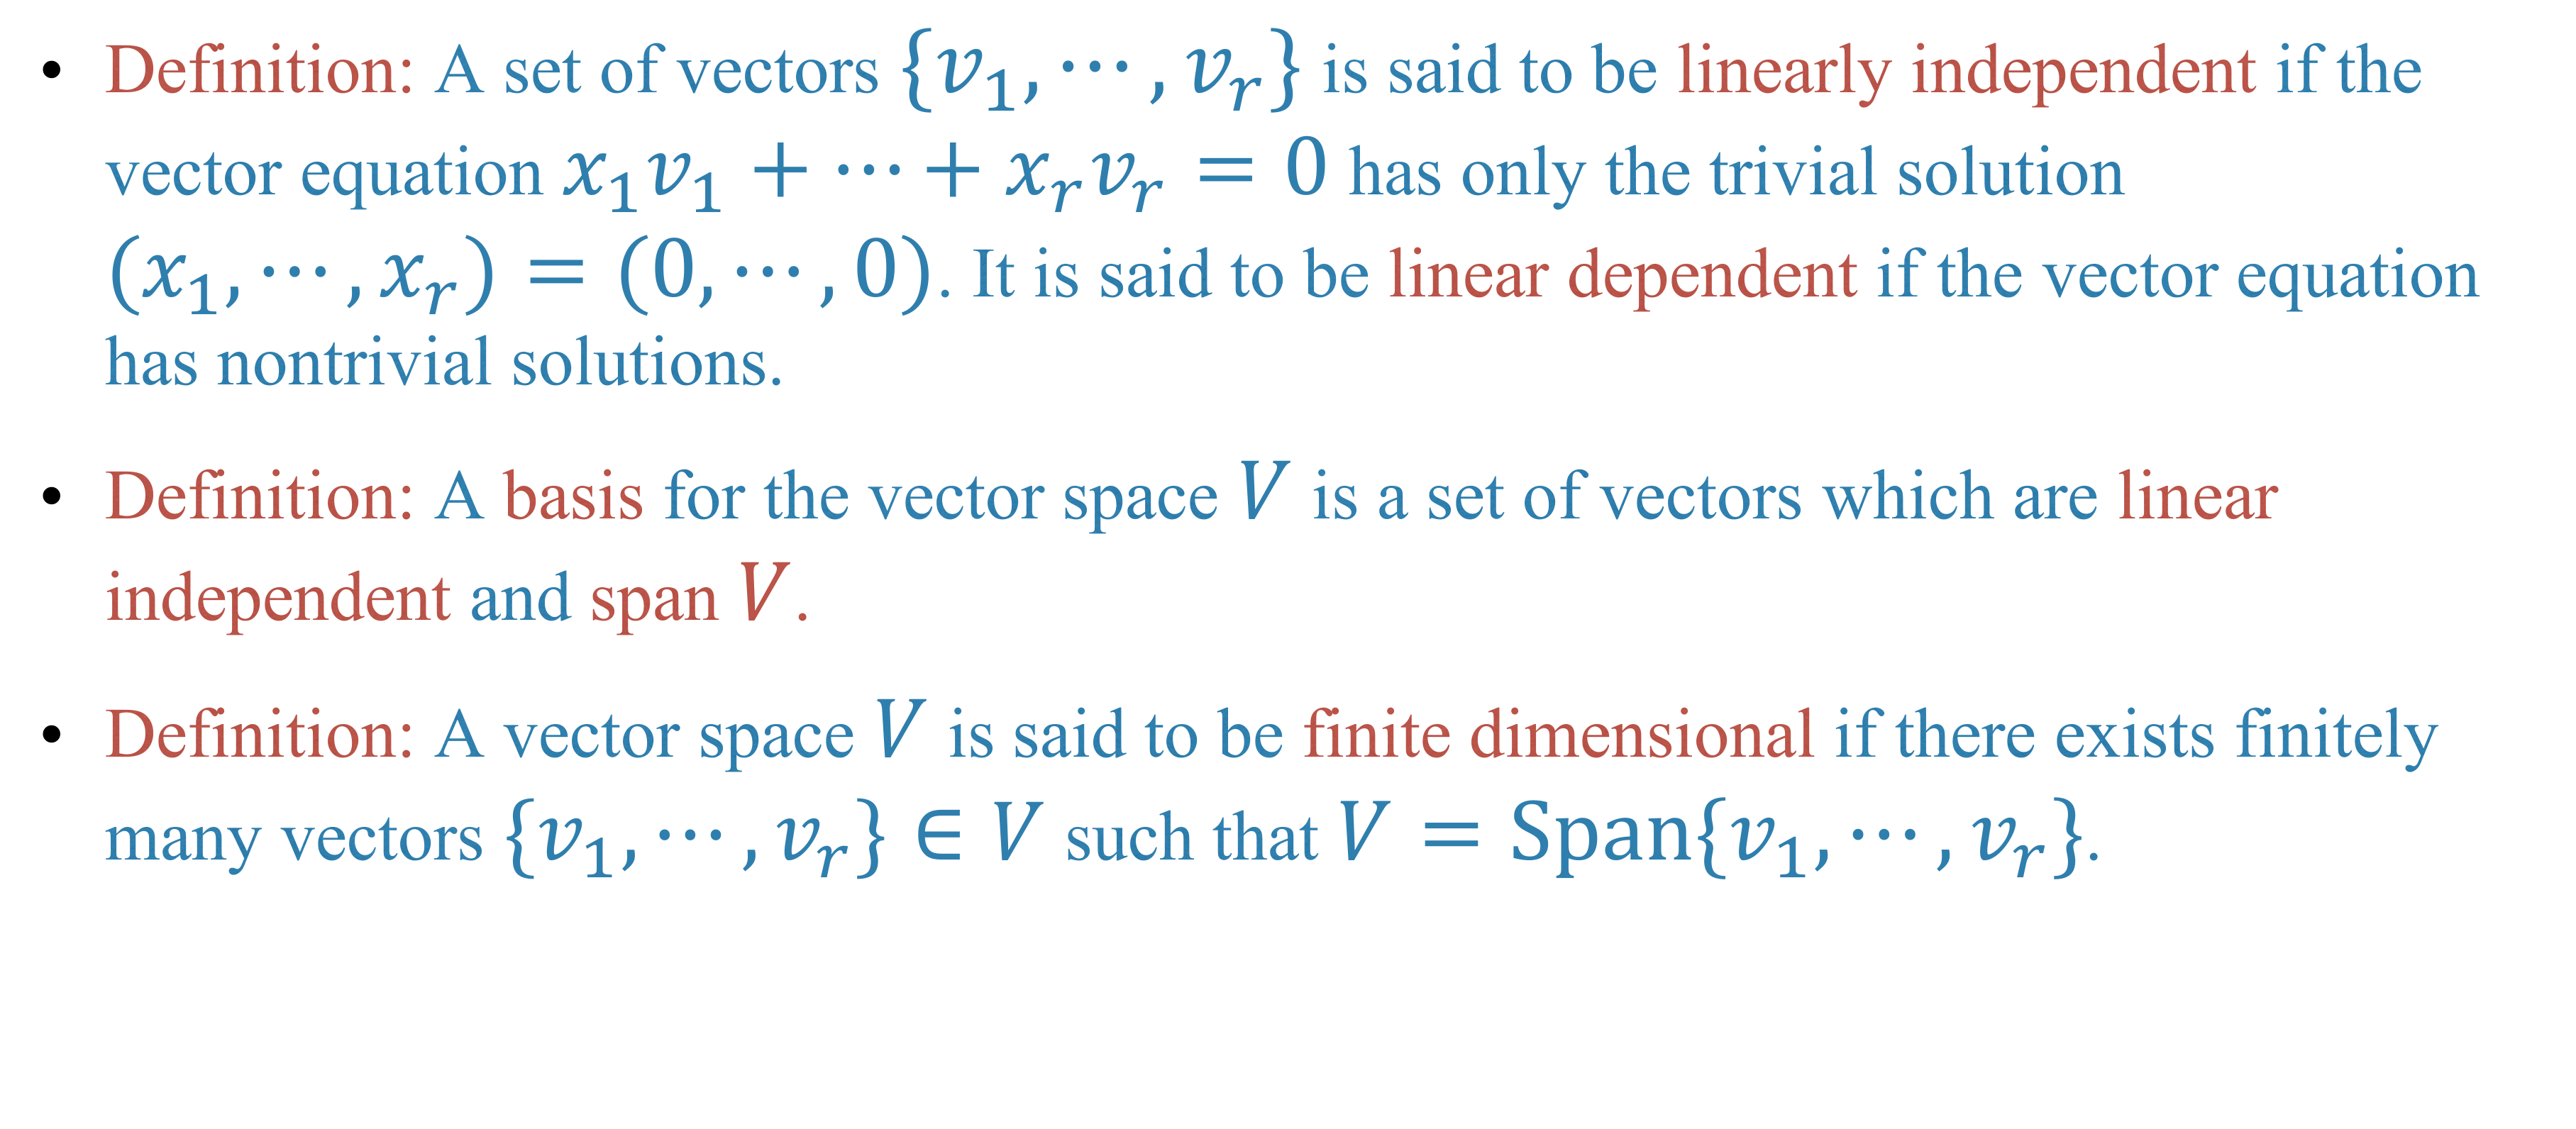 • Definition: A set of vectors {𝑣₁, ⋯ , 𝑣ᵣ} is said to be linearly independent if the
vector equation 𝑥₁𝑣₁ + ⋯ + 𝑥ᵣ𝑣ᵣ = 0 has only the trivial solution
(𝑥₁, ⋯ , 𝑥ᵣ) = (0, ⋯ , 0). It is said to be linear dependent if the vector equation
has nontrivial solutions.
• Definition: A basis for the vector space 𝑉 is a set of vectors which are linear
independent and span 𝑉.
• Definition: A vector space 𝑉 is said to be finite dimensional if there exists finitely
many vectors {𝑣₁, ⋯ , 𝑣ᵣ} ∈ 𝑉 such that 𝑉 = Span{𝑣₁, ⋯ , 𝑣ᵣ}.